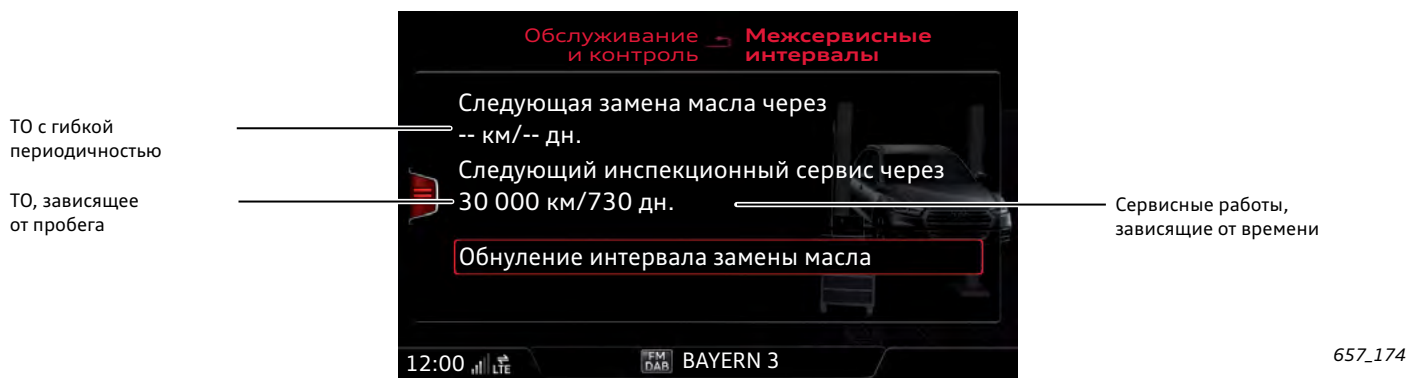 Обслуживание Межсервисные
и контроль интервалы
Следующая замена масла через
-- км/-- дн.
Следующий инспекционный сервис через
30 000 км/730 дн.
Обнуление интервала замены масла
12:00 LTE FM DAB BAYERN 3
ТО с гибкой
периодичностью
ТО, зависящее
от пробега
Сервисные работы,
зависящие от времени
657_174